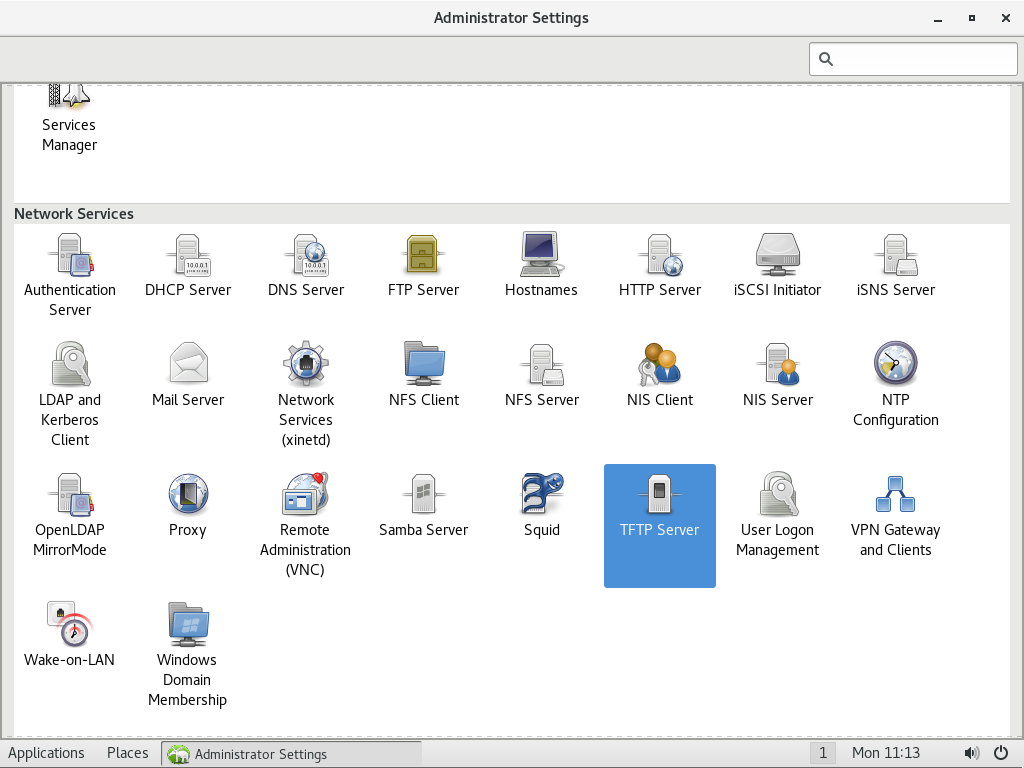 Administrator Settings
Services
Manager
Network Services
Authentication
Server
DHCP Server
DNS Server
FTP Server
Hostnames
HTTP Server
iSCSI Initiator
iSNS Server
LDAP and
Kerberos
Client
Mail Server
Network
Services
(xinetd)
NFS Client
NFS Server
NIS Client
NIS Server
NTP
Configuration
OpenLDAP
MirrorMode
Proxy
Remote
Administration
(VNC)
Samba Server
Squid
TFTP Server
User Logon
Management
VPN Gateway
and Clients
Wake-on-LAN
Windows
Domain
Membership
Applications Places Administrator Settings 1 Mon 11:13